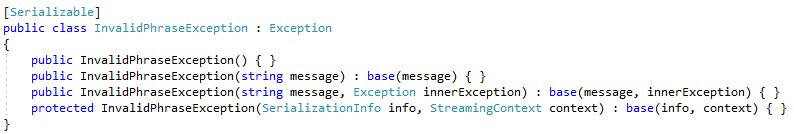 [Serializable]
public class InvalidPhraseException : Exception
{
    public InvalidPhraseException() { }
    public InvalidPhraseException(string message) : base(message) { }
    public InvalidPhraseException(string message, Exception innerException) : base(message, innerException) { }
    protected InvalidPhraseException(SerializationInfo info, StreamingContext context) : base(info, context) { }
}